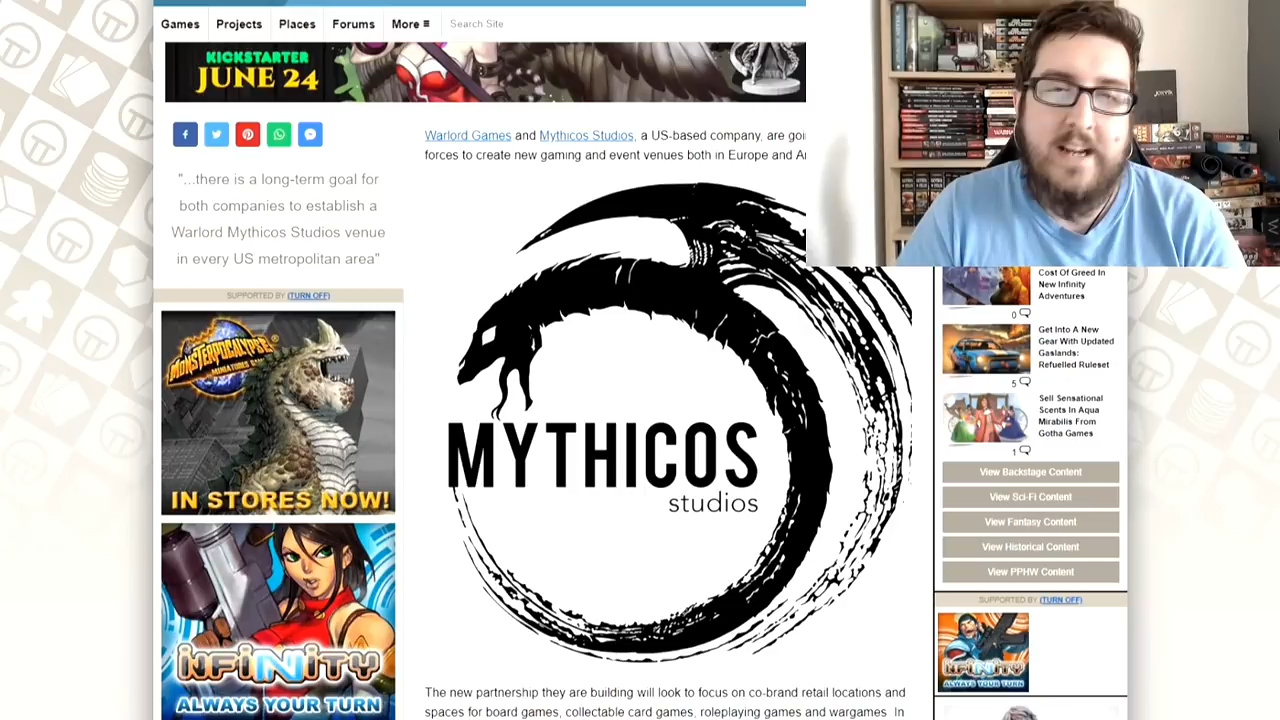 Games Projects Places Forums More ≡ Search Site
KICKSTARTER
JUNE 24
Warlord Games and Mythicos Studios, a US-based company, are
forces to create new gaming and event venues both in Europe and
"...there is a long-term goal for
both companies to establish a
Warlord Mythicos Studios venue
in every US metropolitan area"
SUPPORTED BY (TURN OFF)
MONSTERPOCALYPSE
MINIATURES GAME
IN STORES NOW!
INFINITY
ALWAYS YOUR TURN
MYTHICOS
studios
The new partnership they are building will look to focus on co-brand retail locations and
spaces for board games, collectable card games, roleplaying games and wargames. In
Cost Of Greed In
New Infinity
Adventures
0
Get Into A New
Gear With Updated
Gaslands:
Refuelled Ruleset
5
Sell Sensational
Scents In Aqua
Mirabilis From
Gotha Games
1
View Backstage Content
View Sci-Fi Content
View Fantasy Content
View Historical Content
View PPHW Content
SUPPORTED BY (TURN OFF)
INFINITY
ALWAYS YOUR TURN